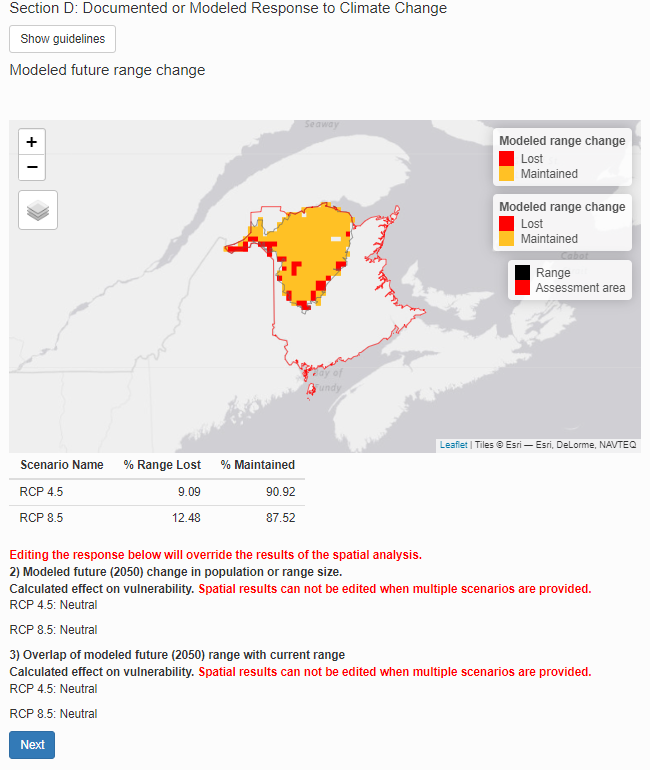 Section D: Documented or Modeled Response to Climate Change
Show guidelines
Modeled future range change
+
−
Seaway
Modeled range change
Lost
Maintained
Modeled range change
Lost
Maintained
Cabot
Range
Assessment area
Bay of
Fundy
Leaflet | Tiles © Esri — Esri, DeLorme, NAVTEQ
Scenario Name % Range Lost % Maintained
RCP 4.5 9.09 90.92
RCP 8.5 12.48 87.52
Editing the response below will override the results of the spatial analysis.
2) Modeled future (2050) change in population or range size.
Calculated effect on vulnerability. Spatial results can not be edited when multiple scenarios are provided.
RCP 4.5: Neutral
RCP 8.5: Neutral
3) Overlap of modeled future (2050) range with current range
Calculated effect on vulnerability. Spatial results can not be edited when multiple scenarios are provided.
RCP 4.5: Neutral
RCP 8.5: Neutral
Next